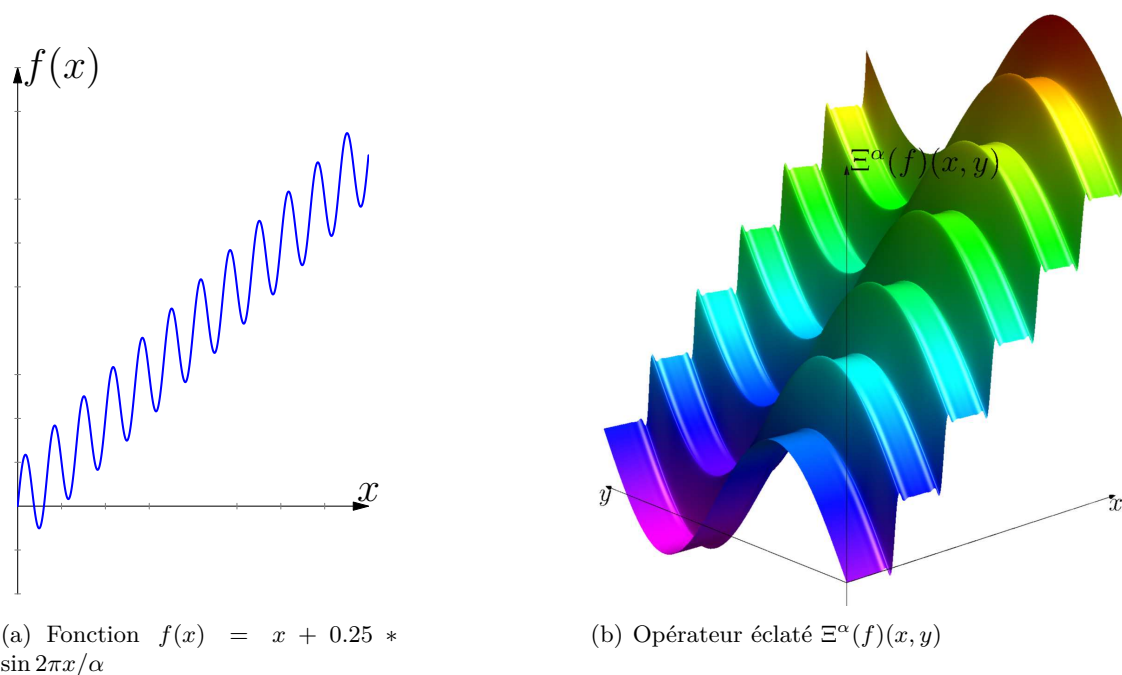 f(x)
x
Ξ^α(f)(x, y)
y
x
(a) Fonction f(x) = x + 0.25 *
sin 2πx/α
(b) Opérateur éclaté Ξ^α(f)(x, y)